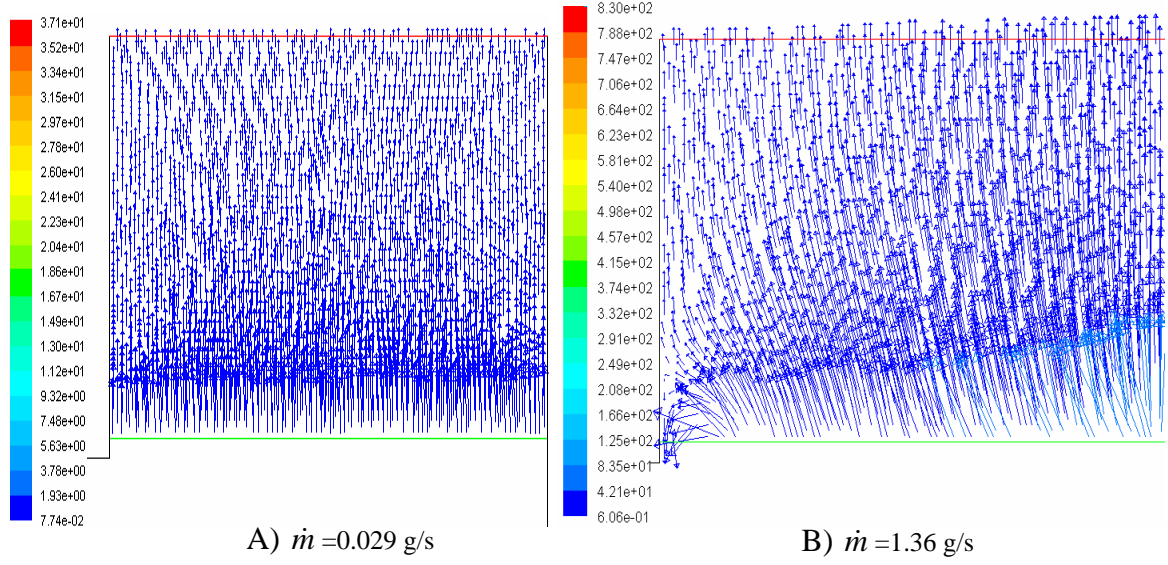 3.71e+01
3.52e+01
3.34e+01
3.15e+01
2.97e+01
2.78e+01
2.60e+01
2.41e+01
2.23e+01
2.04e+01
1.86e+01
1.67e+01
1.49e+01
1.30e+01
1.12e+01
9.32e+00
7.48e+00
5.63e+00
3.78e+00
1.93e+00
7.74e-02
A) ṁ =0.029 g/s
8.30e+02
7.88e+02
7.47e+02
7.06e+02
6.64e+02
6.23e+02
5.81e+02
5.40e+02
4.98e+02
4.57e+02
4.15e+02
3.74e+02
3.32e+02
2.91e+02
2.49e+02
2.08e+02
1.66e+02
1.25e+02
8.35e+01
4.21e+01
6.06e-01
B) ṁ =1.36 g/s